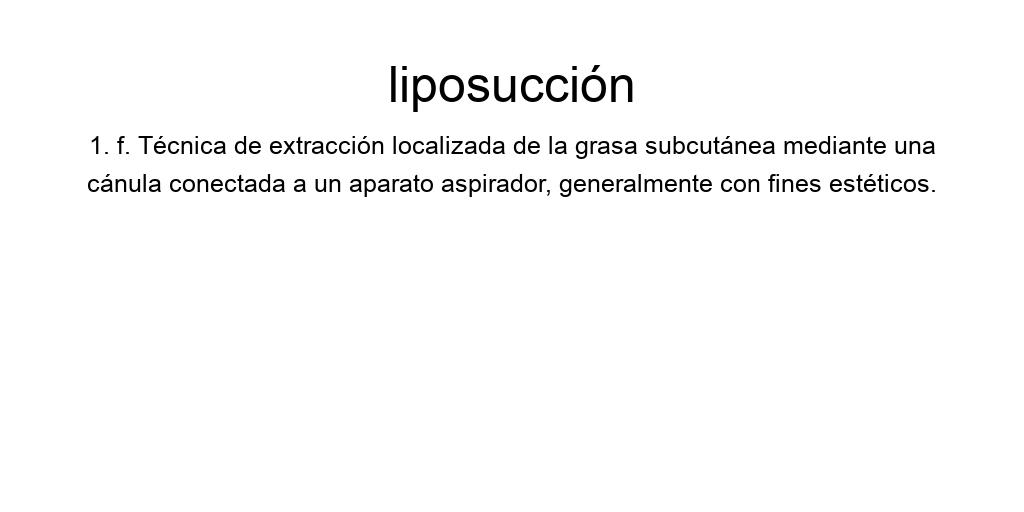 liposucción
1. f. Técnica de extracción localizada de la grasa subcutánea mediante una
cánula conectada a un aparato aspirador, generalmente con fines estéticos.